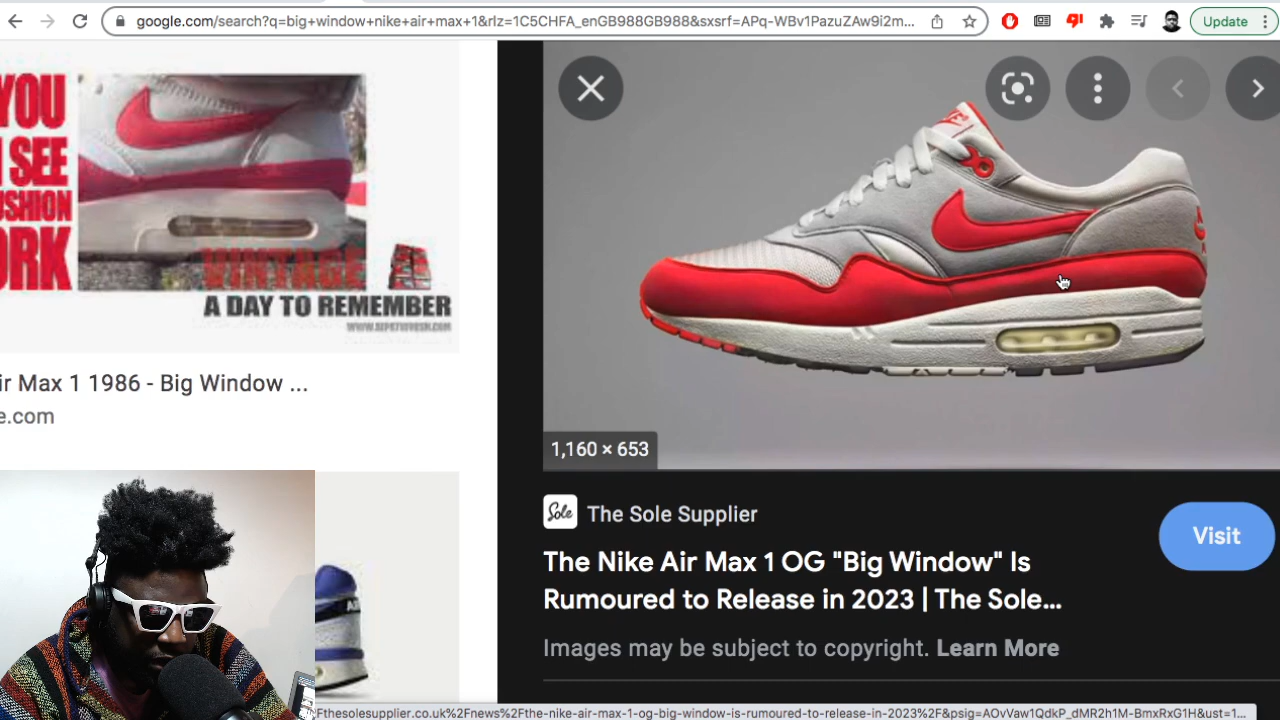 google.com/search?q=big+window+nike+air+max+1&rlz=1C5CHFA_enGB988GB988&sxsrf=APq-WBv1PazuZAw9i2m...
Update
YOU
SEE
USHION
ORK
VINTAGE
A DAY TO REMEMBER
ir Max 1 1986 - Big Window ...
e.com
AIR
1,160 × 653
Sole
The Sole Supplier
Visit
The Nike Air Max 1 OG "Big Window" Is
Rumoured to Release in 2023 | The Sole...
Images may be subject to copyright. Learn More
Fthesolesupplier.co.uk%2Fnews%2Fthe-nike-air-max-1-og-big-window-is-rumoured-to-release-in-2023%2F&psig=AOvVaw1QdkP_dMR2h1M-BmxRxG1H&ust=1...